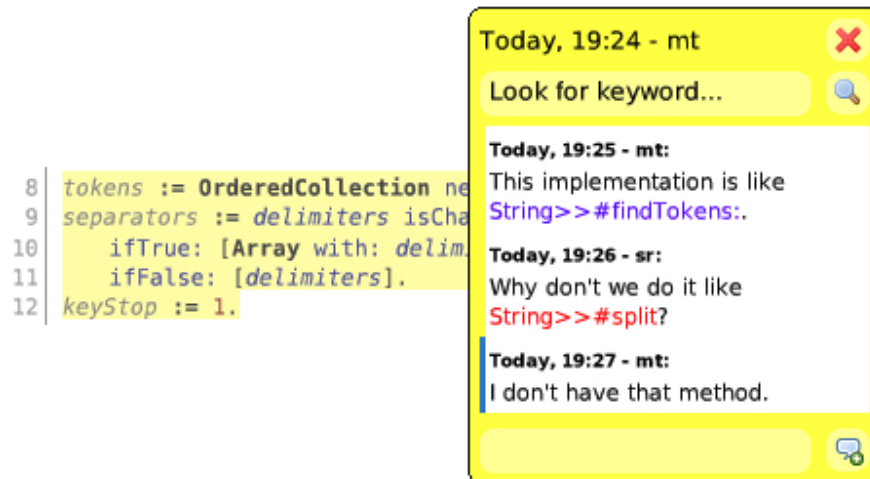 8 tokens := OrderedCollection ne
9 separators := delimiters isCha
10 ifTrue: [Array with: delim
11 ifFalse: [delimiters].
12 keyStop := 1.
Today, 19:24 - mt
Look for keyword...
Today, 19:25 - mt:
This implementation is like
String>>#findTokens:.
Today, 19:26 - sr:
Why don't we do it like
String>>#split?
Today, 19:27 - mt:
I don't have that method.